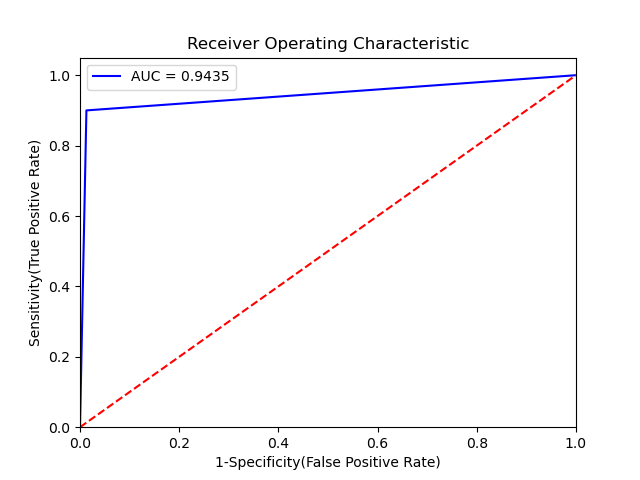 Receiver Operating Characteristic
AUC = 0.9435
1.0
0.8
0.6
0.4
0.2
0.0
Sensitivity(True Positive Rate)
0.0 0.2 0.4 0.6 0.8 1.0
1-Specificity(False Positive Rate)